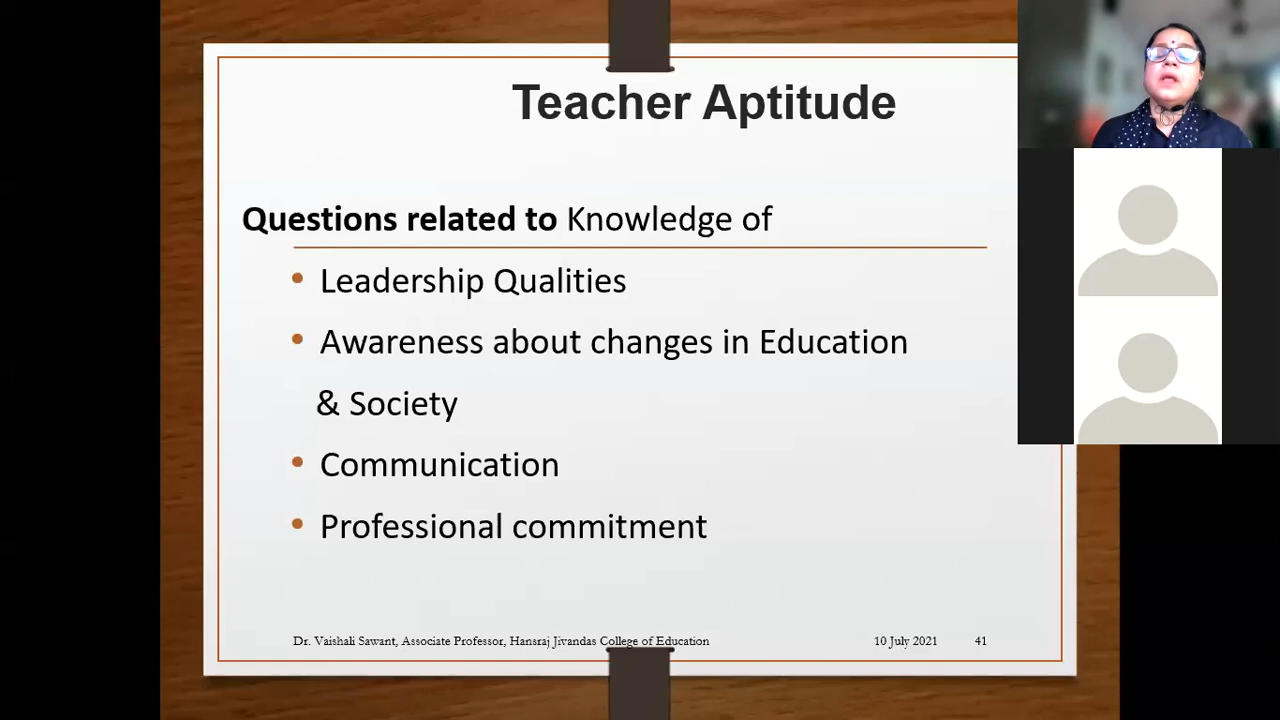 Teacher Aptitude
Questions related to Knowledge of
• Leadership Qualities
• Awareness about changes in Education
& Society
• Communication
• Professional commitment
Dr. Vaishali Sawant, Associate Professor, Hansraj Jivandas College of Education 10 July 2021 41